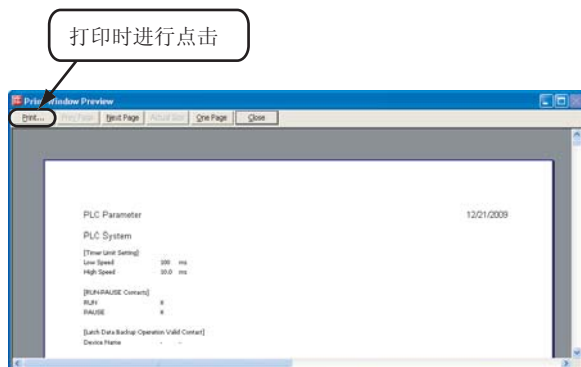 打印时进行点击
Print Window Preview
Print... Prev Page Next Page Actual Size One Page Close
PLC Parameter 12/21/2009
PLC System
[Timer Limit Setting]
Low Speed 100 ms
High Speed 10.0 ms
[RUN-PAUSE Contacts]
RUN X
PAUSE X
[Latch Data Backup Operation Valid Contact]
Device Name - -